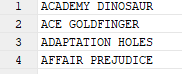 1 ACADEMY DINOSAUR
2 ACE GOLDFINGER
3 ADAPTATION HOLES
4 AFFAIR PREJUDICE